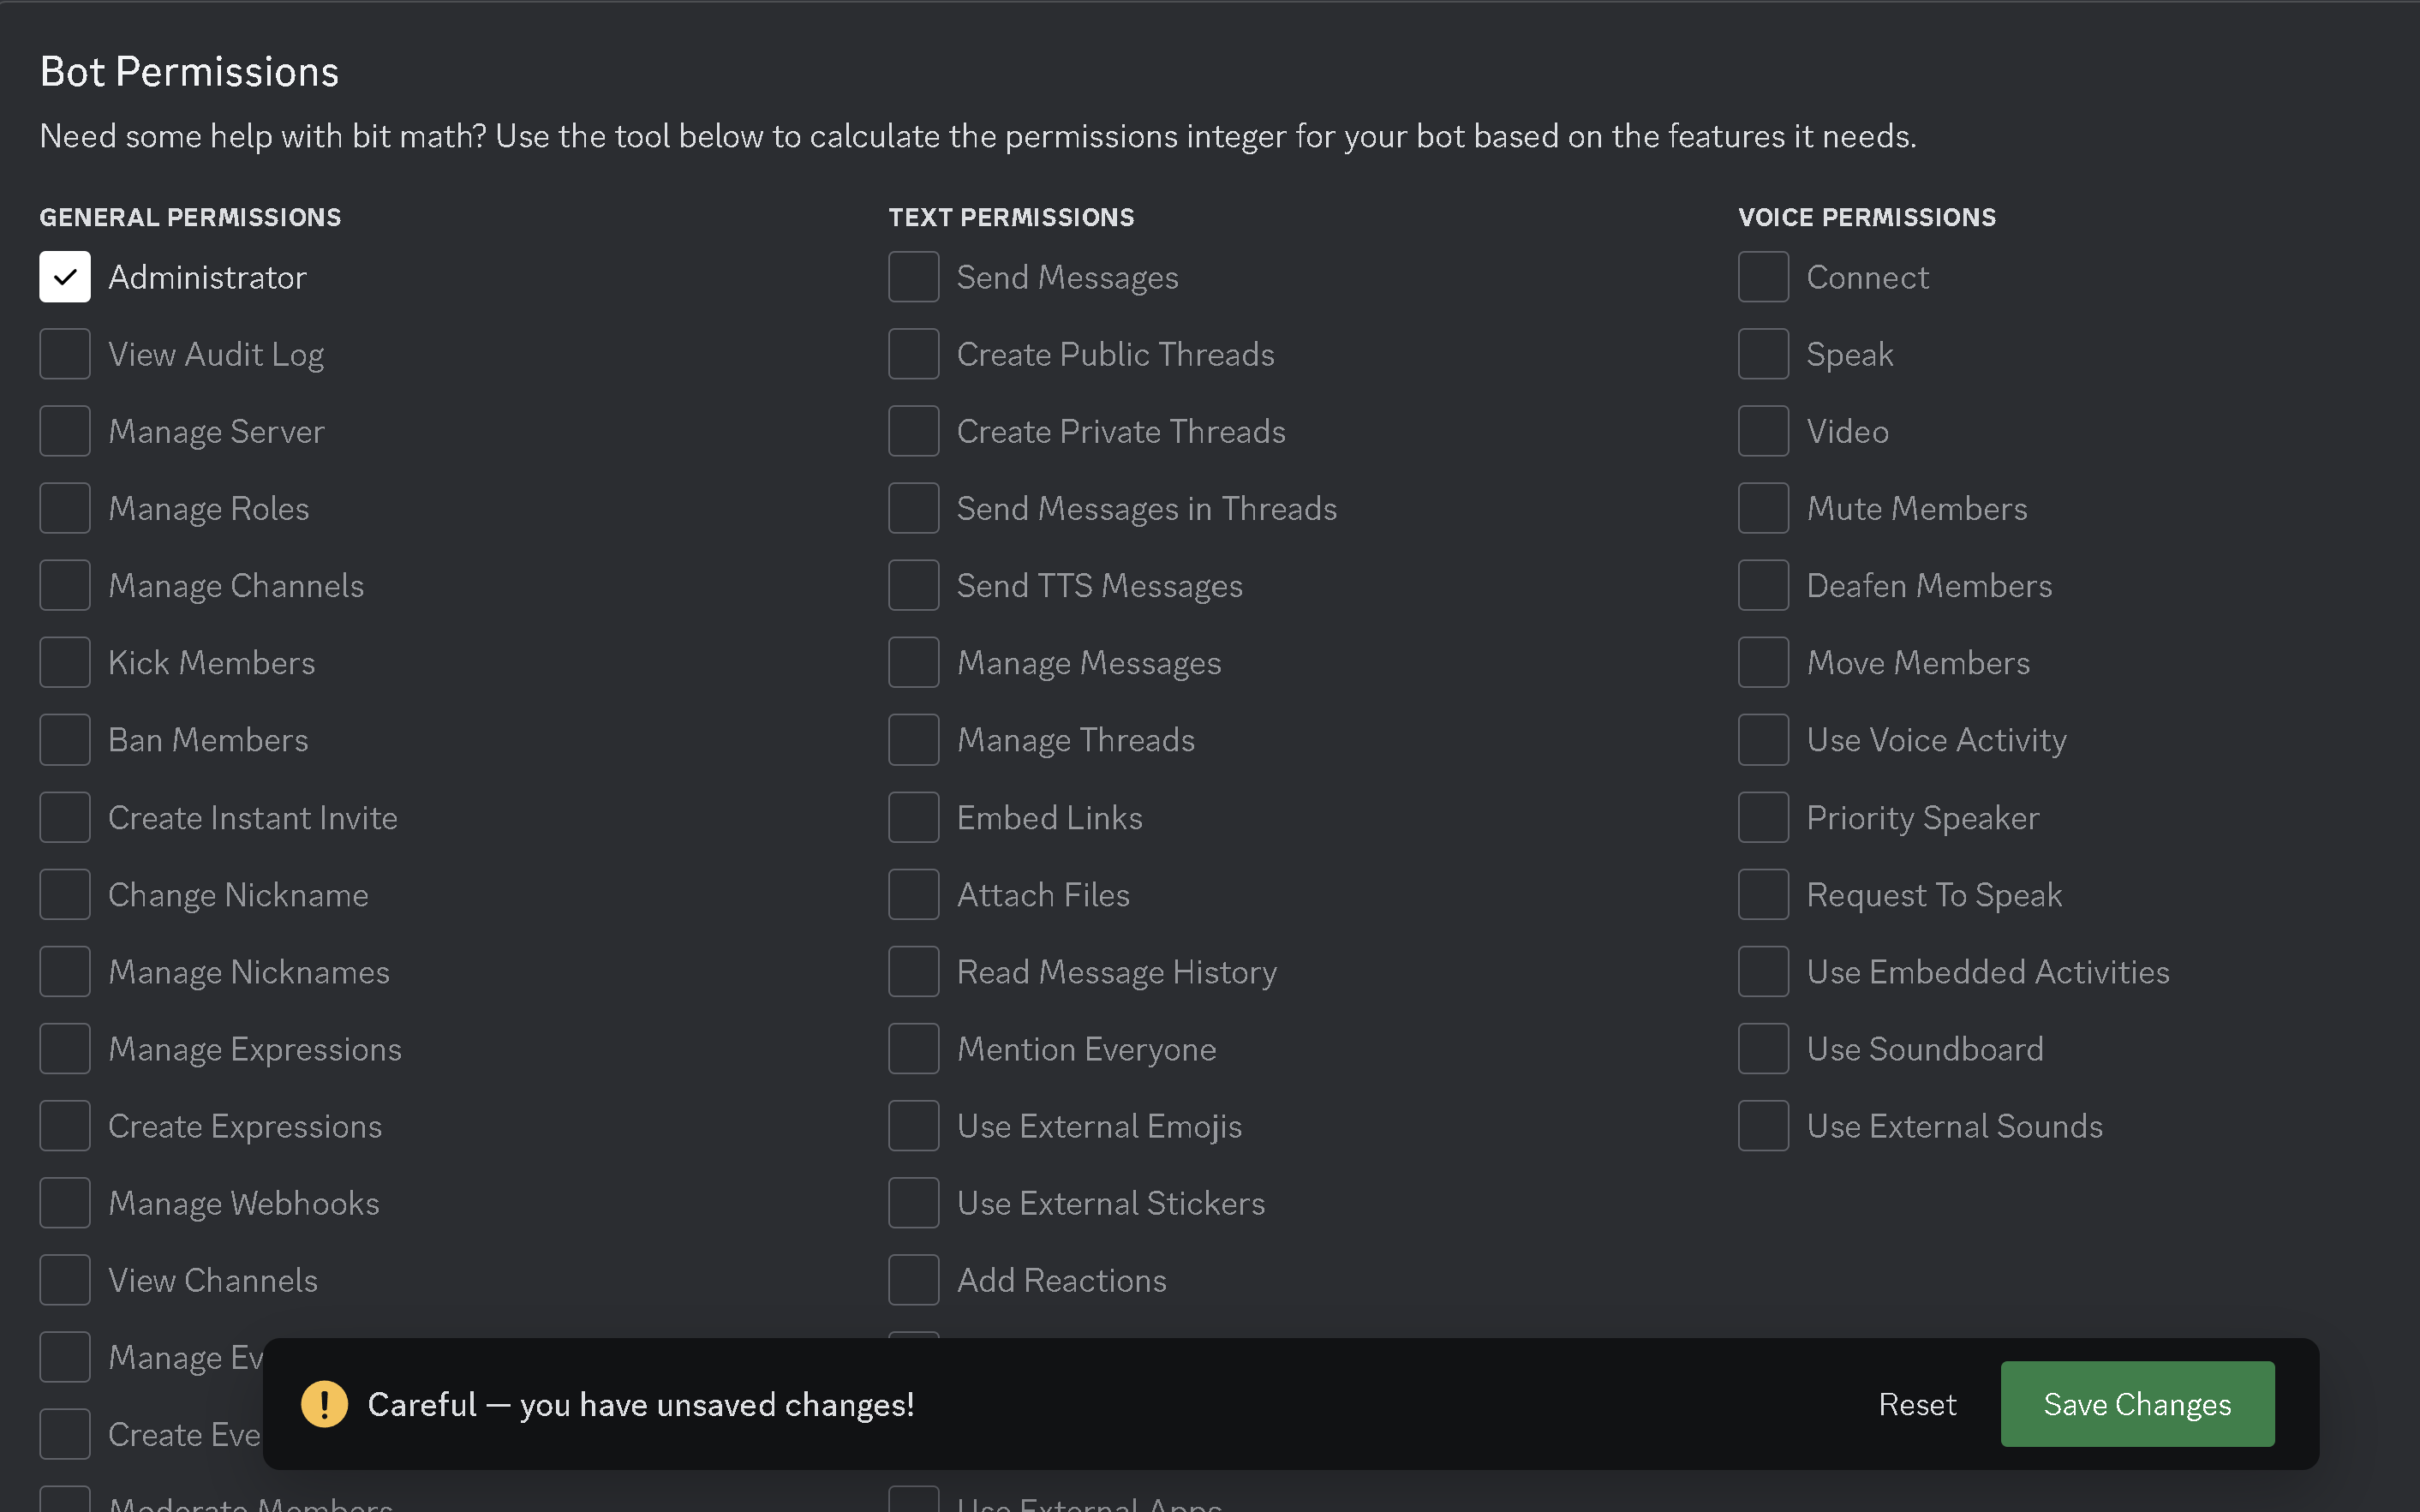 Bot Permissions
Need some help with bit math? Use the tool below to calculate the permissions integer for your bot based on the features it needs.
GENERAL PERMISSIONS
Administrator
View Audit Log
Manage Server
Manage Roles
Manage Channels
Kick Members
Ban Members
Create Instant Invite
Change Nickname
Manage Nicknames
Manage Expressions
Create Expressions
Manage Webhooks
View Channels
Manage Ev
Create Eve
Moderate Members
TEXT PERMISSIONS
Send Messages
Create Public Threads
Create Private Threads
Send Messages in Threads
Send TTS Messages
Manage Messages
Manage Threads
Embed Links
Attach Files
Read Message History
Mention Everyone
Use External Emojis
Use External Stickers
Add Reactions
Use External Apps
VOICE PERMISSIONS
Connect
Speak
Video
Mute Members
Deafen Members
Move Members
Use Voice Activity
Priority Speaker
Request To Speak
Use Embedded Activities
Use Soundboard
Use External Sounds
Careful — you have unsaved changes!
Reset
Save Changes